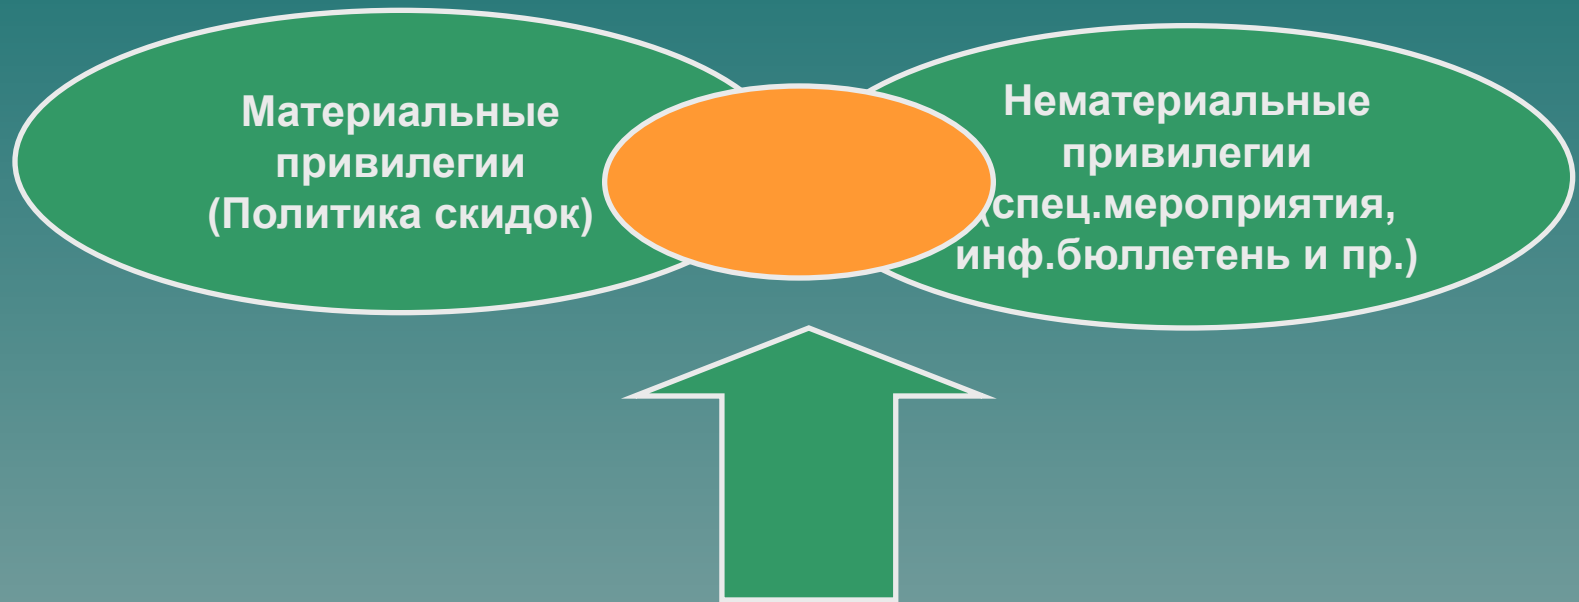 Материальные
привилегии
(Политика скидок)
Нематериальные
привилегии
(спец.мероприятия,
инф.бюллетень и пр.)